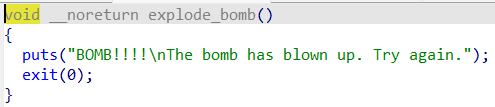 void __noreturn explode_bomb()
{
  puts("BOMB!!!!\nThe bomb has blown up. Try again.");
  exit(0);
}